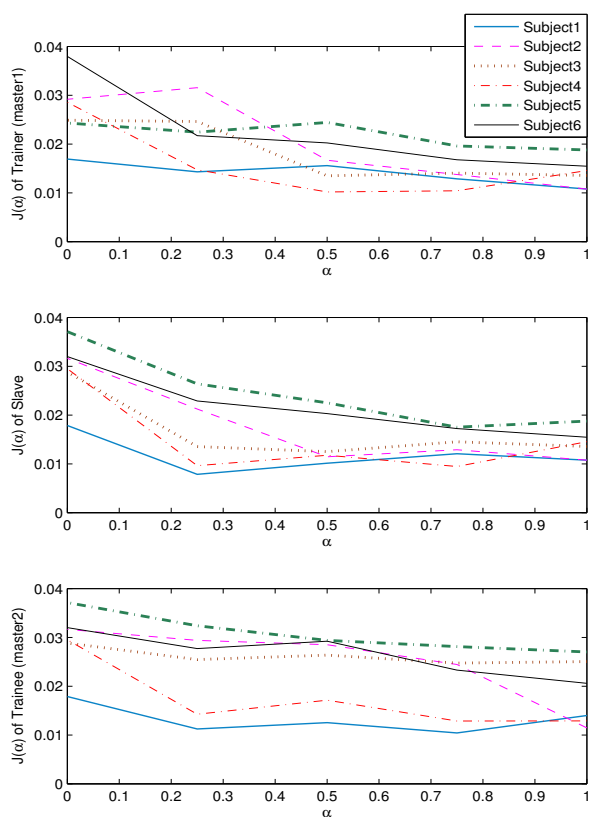 Subject1
Subject2
Subject3
Subject4
Subject5
Subject6
0.04
0.03
0.02
0.01
0
J(α) of Trainer (master1)
0 0.1 0.2 0.3 0.4 0.5 0.6 0.7 0.8 0.9 1
α
0.04
0.03
0.02
0.01
0
J(α) of Slave
0 0.1 0.2 0.3 0.4 0.5 0.6 0.7 0.8 0.9 1
α
0.04
0.03
0.02
0.01
0
J(α) of Trainee (master2)
0 0.1 0.2 0.3 0.4 0.5 0.6 0.7 0.8 0.9 1
α